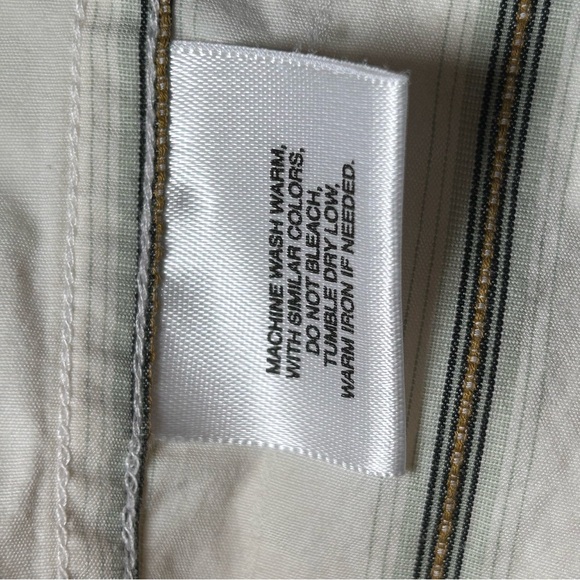 MACHINE WASH WARM,
WITH SIMILAR COLORS.
DO NOT BLEACH,
TUMBLE DRY LOW,
WARM IRON IF NEEDED.